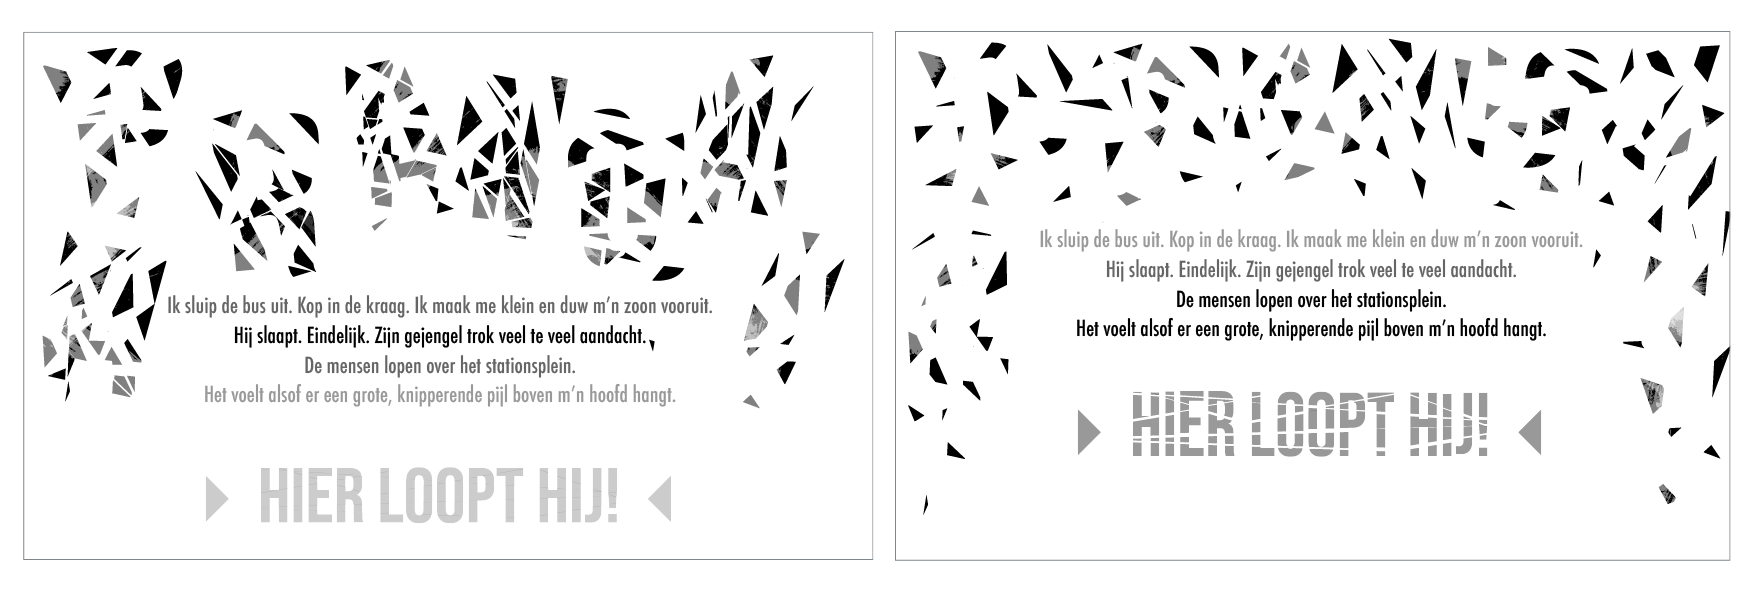 Ik sluip de bus uit. Kop in de kraag. Ik maak me klein en duw m'n zoon vooruit.
Hij slaapt. Eindelijk. Zijn gejengel trok veel te veel aandacht.
De mensen lopen over het stationsplein.
Het voelt alsof er een grote, knipperende pijl boven m'n hoofd hangt.
HIER LOOPT HIJ!
Ik sluip de bus uit. Kop in de kraag. Ik maak me klein en duw m'n zoon vooruit.
Hij slaapt. Eindelijk. Zijn gejengel trok veel te veel aandacht.
De mensen lopen over het stationsplein.
Het voelt alsof er een grote, knipperende pijl boven m'n hoofd hangt.
HIER LOOPT HIJ!